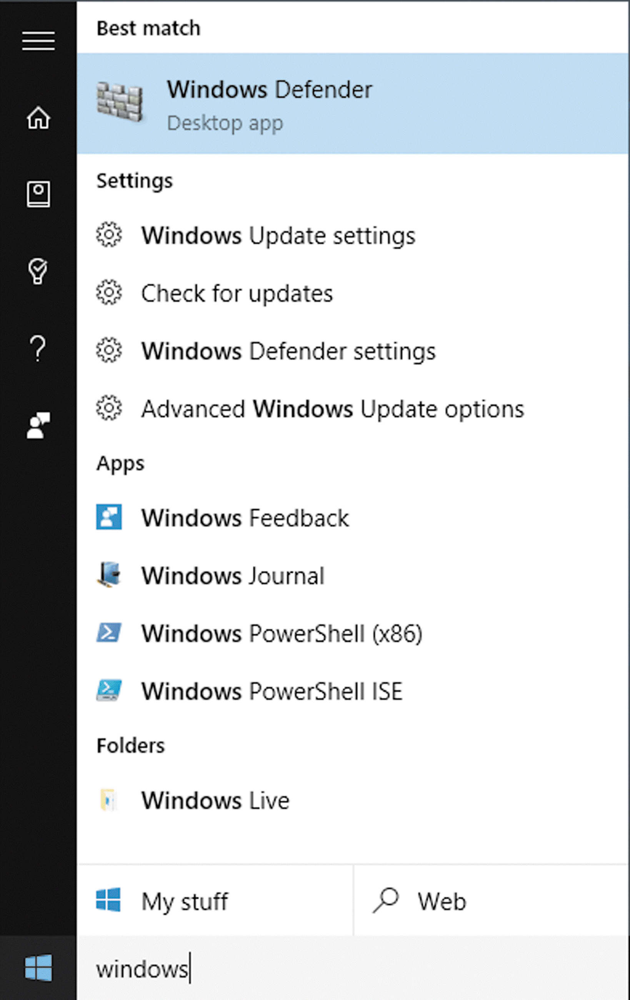 Best match
Windows Defender
Desktop app
Settings
Windows Update settings
Check for updates
Windows Defender settings
Advanced Windows Update options
Apps
Windows Feedback
Windows Journal
Windows PowerShell (x86)
Windows PowerShell ISE
Folders
Windows Live
My stuff
Web
windows